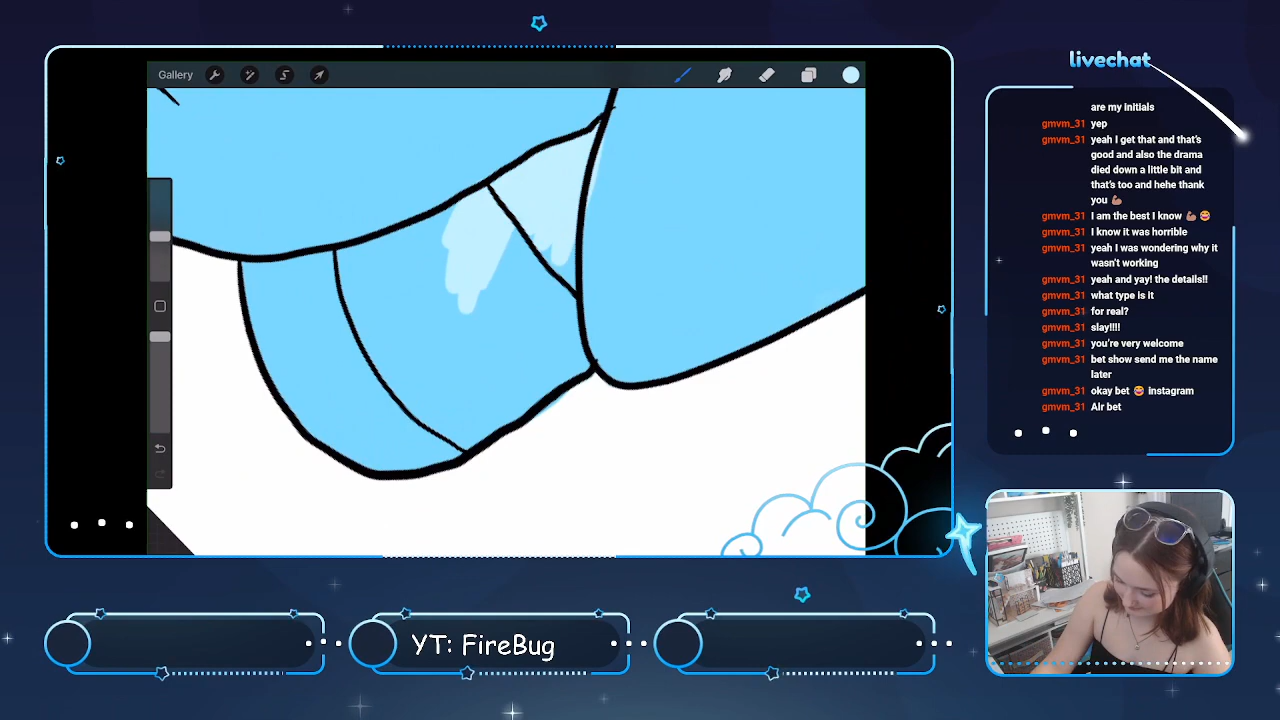 Gallery
livechat
are my initials
gmvm_31 yep
gmvm_31 yeah I get that and that's
good and also the drama
died down a little bit and
that's too and hehe thank
you 💪🏽
gmvm_31 I am the best I know 💪🏽 😂
gmvm_31 I know it was horrible
gmvm_31 yeah I was wondering why it
wasn't working
gmvm_31 yeah and yay! the details!!
gmvm_31 what type is it
gmvm_31 for real?
gmvm_31 slay!!!!
gmvm_31 you're very welcome
gmvm_31 bet show send me the name
later
gmvm_31 okay bet 😂 instagram
gmvm_31 Alr bet
YT: FireBug